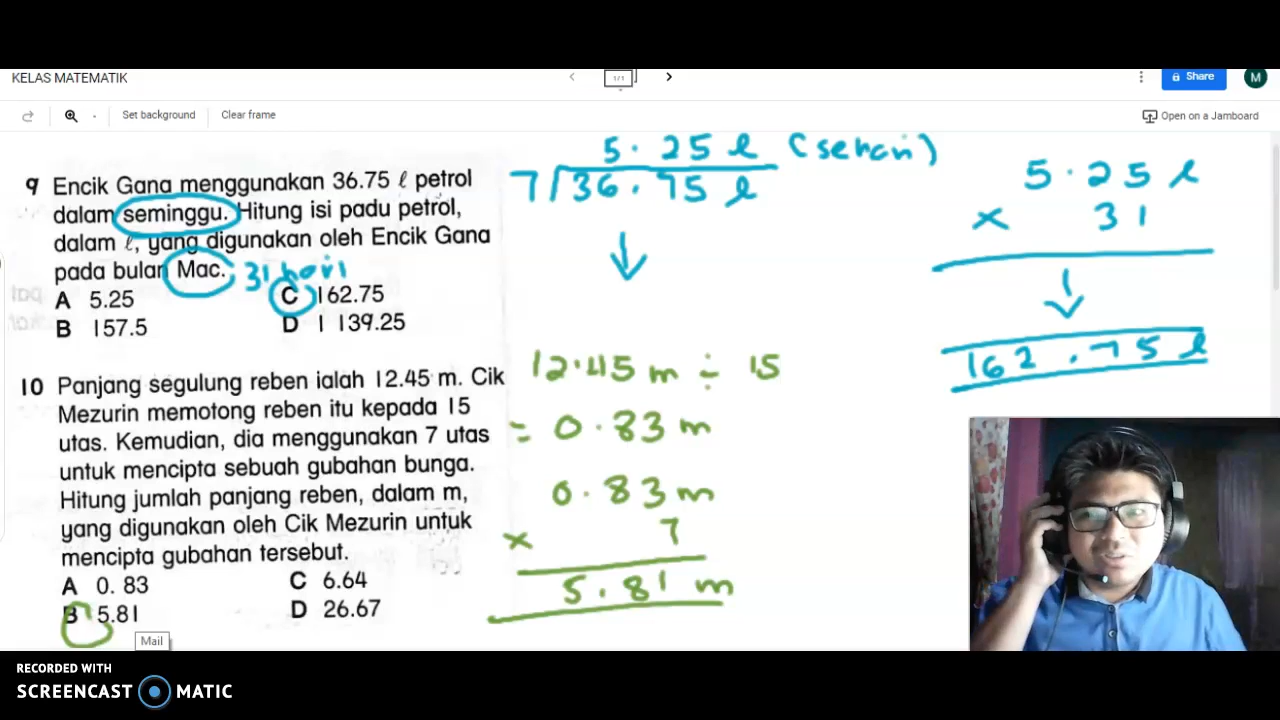 KELAS MATEMATIK
1/1
Share
M
Set background
Clear frame
Open on a Jamboard
9 Encik Gana menggunakan 36.75 ℓ petrol
dalam seminggu. Hitung isi padu petrol,
dalam ℓ, yang digunakan oleh Encik Gana
pada bulan Mac. 31 hari
A 5.25
C 162.75
B 157.5
D 1 139.25
5.25 ℓ (sehari)
7 36.75 ℓ
5.25 ℓ
× 31
162.75 ℓ
10 Panjang segulung reben ialah 12.45 m. Cik
Mezurin memotong reben itu kepada 15
utas. Kemudian, dia menggunakan 7 utas
untuk mencipta sebuah gubahan bunga.
Hitung jumlah panjang reben, dalam m,
yang digunakan oleh Cik Mezurin untuk
mencipta gubahan tersebut.
A 0.83
C 6.64
B 5.81
D 26.67
12.45 m ÷ 15
= 0.83 m
0.83 m
× 7
5.81 m
Mail
RECORDED WITH
SCREENCAST MATIC